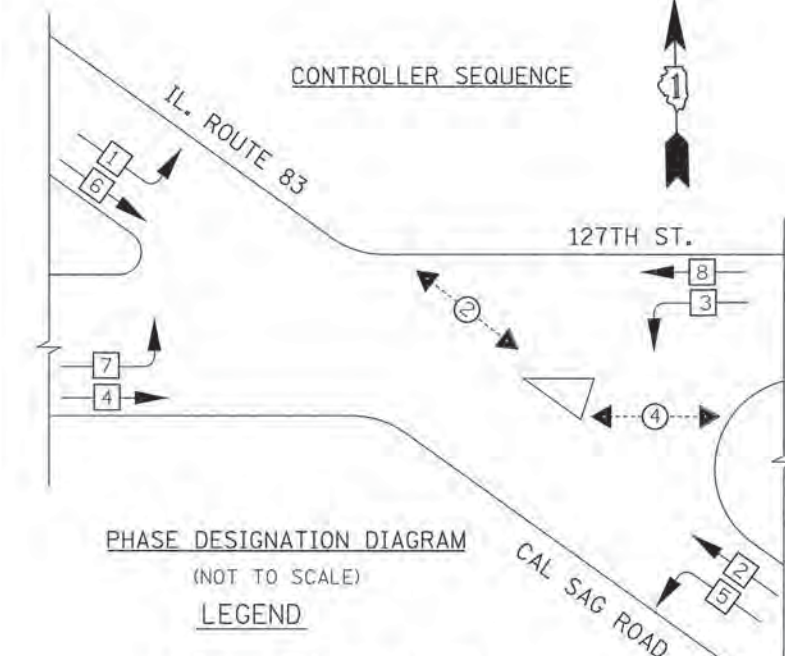 CONTROLLER SEQUENCE
1
IL. ROUTE 83
1
6
127TH ST.
8
3
2
7
4
4
PHASE DESIGNATION DIAGRAM
(NOT TO SCALE)
LEGEND
CAL SAG ROAD
2
5